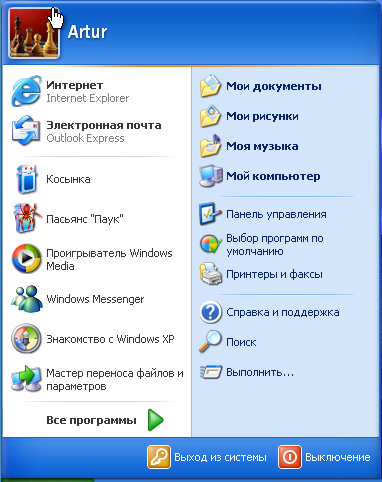 Artur
Интернет
Internet Explorer
Электронная почта
Outlook Express
Косынка
Пасьянс "Паук"
Проигрыватель Windows
Media
Windows Messenger
Знакомство с Windows XP
Мастер переноса файлов и
параметров
Все программы
Мои документы
Мои рисунки
Моя музыка
Мой компьютер
Панель управления
Выбор программ по
умолчанию
Принтеры и факсы
Справка и поддержка
Поиск
Выполнить...
Выход из системы
Выключение